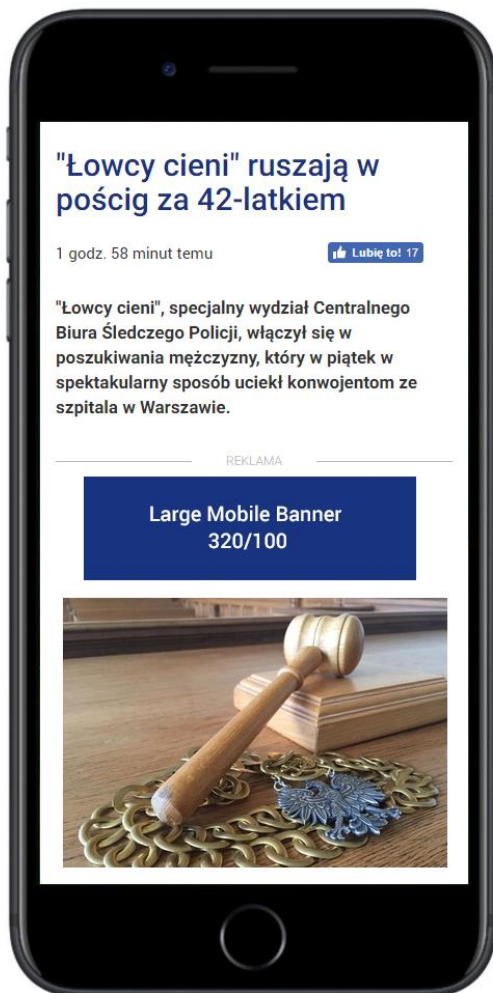 "Łowcy cieni" ruszają w
pościg za 42-latkiem
1 godz. 58 minut temu
Lubię to! 17
"Łowcy cieni", specjalny wydział Centralnego
Biura Śledczego Policji, włączył się w
poszukiwania mężczyzny, który w piątek w
spektakularny sposób uciekł konwojentom ze
szpitala w Warszawie.
REKLAMA
Large Mobile Banner
320/100